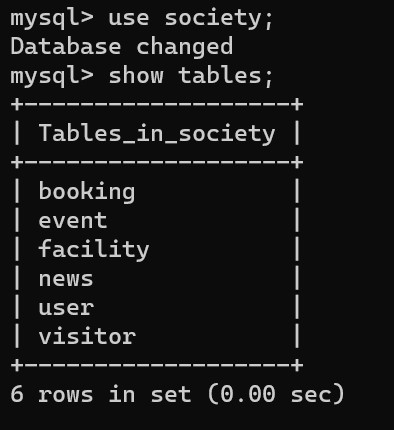 mysql> use society;
Database changed
mysql> show tables;
+-------------------+
| Tables_in_society |
+-------------------+
| booking           |
| event             |
| facility          |
| news              |
| user              |
| visitor           |
+-------------------+
6 rows in set (0.00 sec)